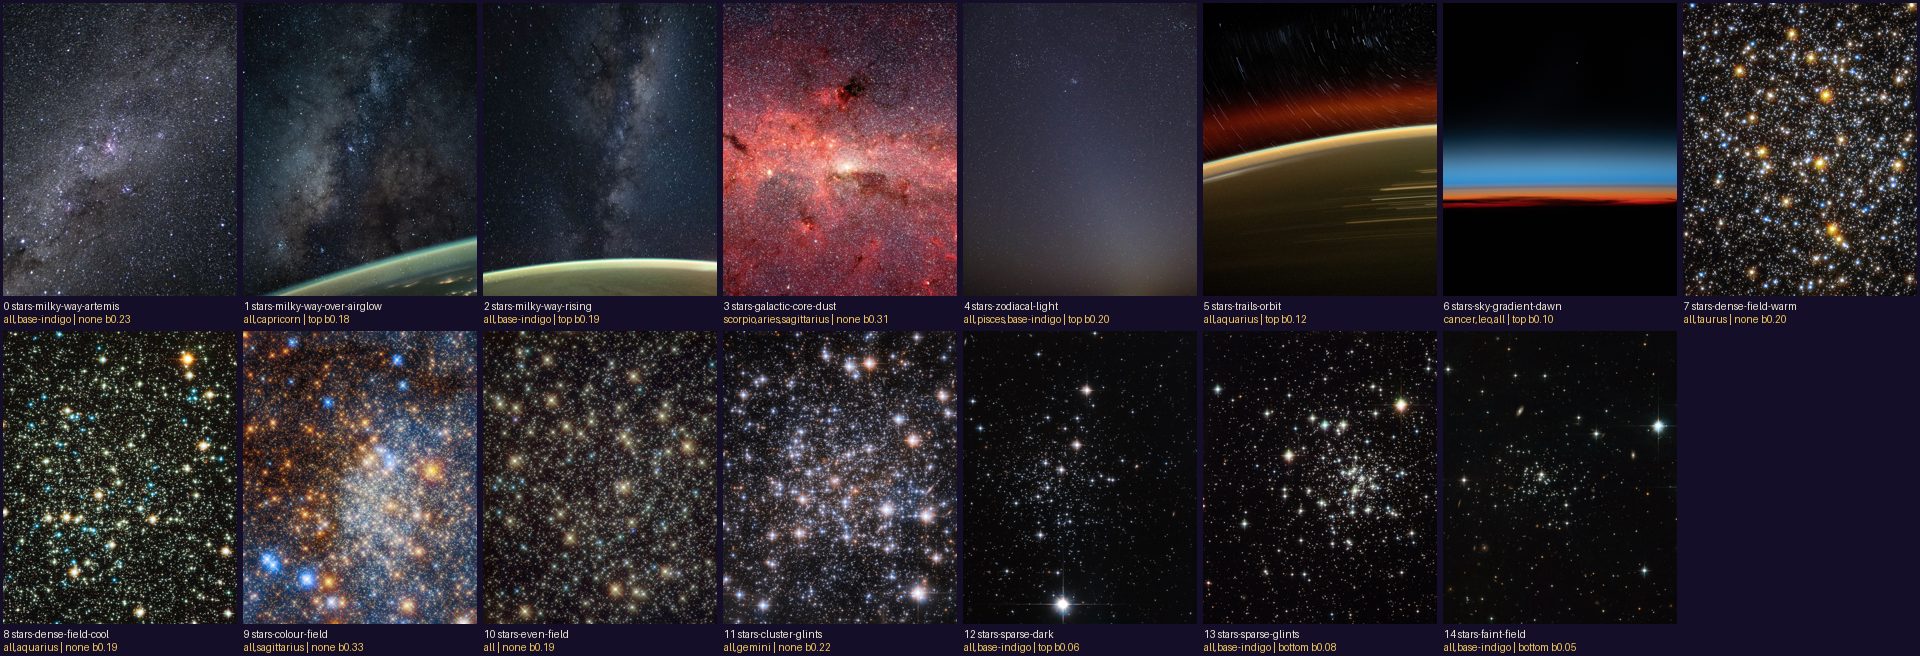 0 stars-milky-way-artemis
all,base-indigo | none b0.23
1 stars-milky-way-over-airglow
all,capricorn | top b0.18
2 stars-milky-way-rising
all,base-indigo | top b0.19
3 stars-galactic-core-dust
scorpio,aries,sagittarius | none b0.31
4 stars-zodiacal-light
all,pisces,base-indigo | top b0.20
5 stars-trails-orbit
all,aquarius | top b0.12
6 stars-sky-gradient-dawn
cancer,leo,all | top b0.10
7 stars-dense-field-warm
all,taurus | none b0.20
8 stars-dense-field-cool
all,aquarius | none b0.19
9 stars-colour-field
all,sagittarius | none b0.33
10 stars-even-field
all | none b0.19
11 stars-cluster-glints
all,gemini | none b0.22
12 stars-sparse-dark
all,base-indigo | top b0.06
13 stars-sparse-glints
all,base-indigo | bottom b0.08
14 stars-faint-field
all,base-indigo | bottom b0.05